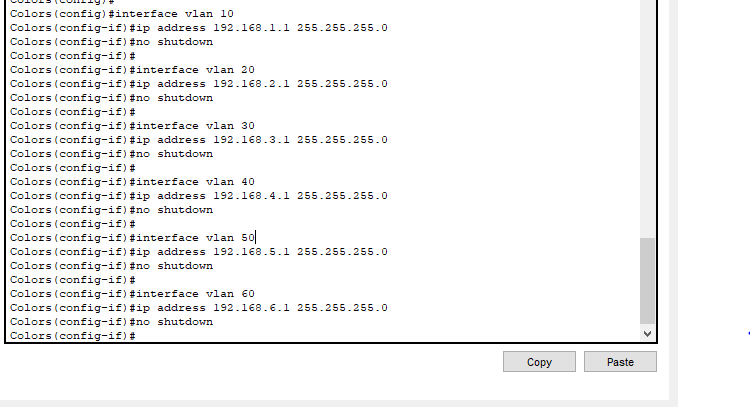 Colors(config)#
Colors(config)#interface vlan 10
Colors(config-if)#ip address 192.168.1.1 255.255.255.0
Colors(config-if)#no shutdown
Colors(config-if)#
Colors(config-if)#interface vlan 20
Colors(config-if)#ip address 192.168.2.1 255.255.255.0
Colors(config-if)#no shutdown
Colors(config-if)#
Colors(config-if)#interface vlan 30
Colors(config-if)#ip address 192.168.3.1 255.255.255.0
Colors(config-if)#no shutdown
Colors(config-if)#
Colors(config-if)#interface vlan 40
Colors(config-if)#ip address 192.168.4.1 255.255.255.0
Colors(config-if)#no shutdown
Colors(config-if)#
Colors(config-if)#interface vlan 50
Colors(config-if)#ip address 192.168.5.1 255.255.255.0
Colors(config-if)#no shutdown
Colors(config-if)#
Colors(config-if)#interface vlan 60
Colors(config-if)#ip address 192.168.6.1 255.255.255.0
Colors(config-if)#no shutdown
Colors(config-if)#
Copy
Paste